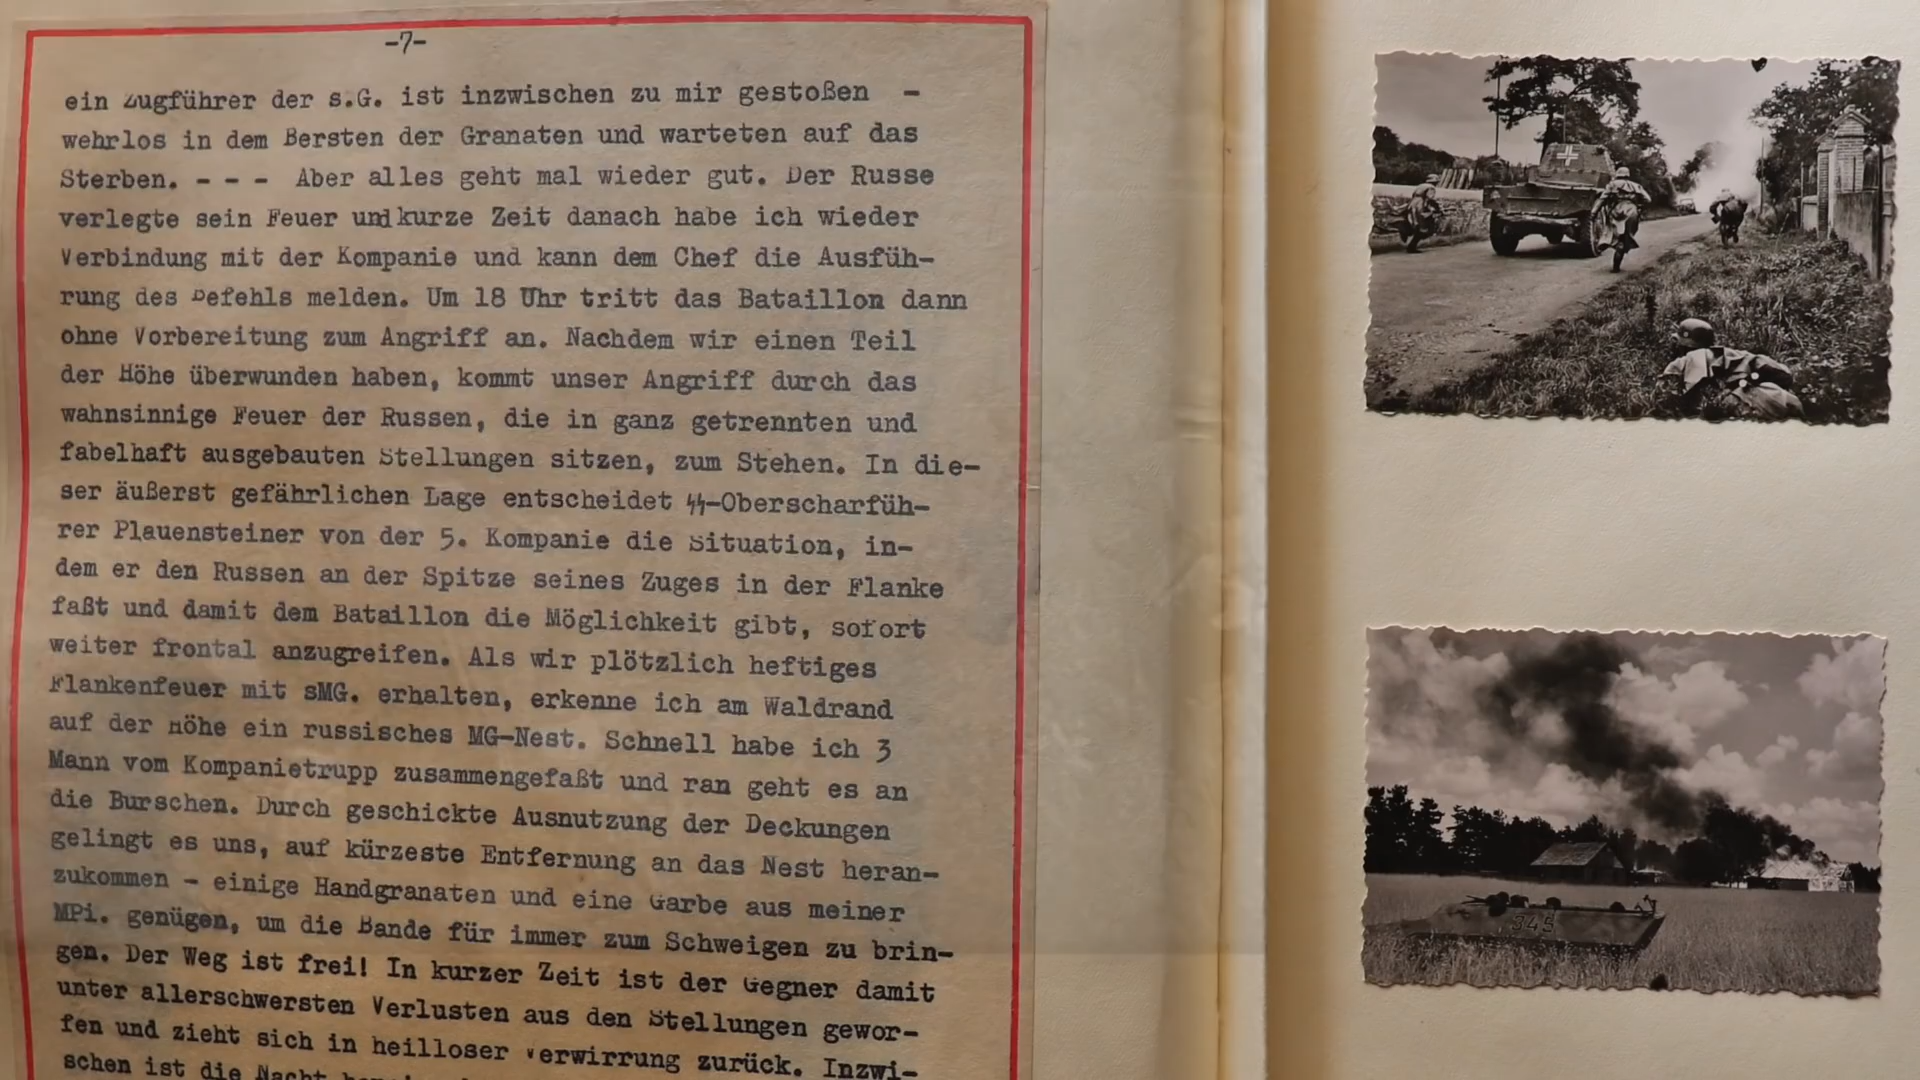 -7-
ein Zugführer der s.G. ist inzwischen zu mir gestoßen -
wehrlos in dem Bersten der Granaten und warteten auf das
Sterben. - - - Aber alles geht mal wieder gut. Der Russe
verlegte sein Feuer und kurze Zeit danach habe ich wieder
Verbindung mit der Kompanie und kann dem Chef die Ausfüh-
rung des Befehls melden. Um 18 Uhr tritt das Bataillon dann
ohne Vorbereitung zum Angriff an. Nachdem wir einen Teil
der Höhe überwunden haben, kommt unser Angriff durch das
wahnsinnige Feuer der Russen, die in ganz getrennten und
fabelhaft ausgebauten Stellungen sitzen, zum Stehen. In die-
ser äußerst gefährlichen Lage entscheidet ᛋᛋ-Oberscharfüh-
rer Plauensteiner von der 5. Kompanie die Situation, in-
dem er den Russen an der Spitze seines Zuges in der Flanke
faßt und damit dem Bataillon die Möglichkeit gibt, sofort
weiter frontal anzugreifen. Als wir plötzlich heftiges
Flankenfeuer mit sMG. erhalten, erkenne ich am Waldrand
auf der Höhe ein russisches MG-Nest. Schnell habe ich 3
Mann vom Kompanietrupp zusammengefaßt und ran geht es an
die Burschen. Durch geschickte Ausnutzung der Deckungen
gelingt es uns, auf kürzeste Entfernung an das Nest heran-
zukommen - einige Handgranaten und eine Garbe aus meiner
MPi. genügen, um die Bande für immer zum Schweigen zu brin-
gen. Der Weg ist frei! In kurzer Zeit ist der Gegner damit
unter allerschwersten Verlusten aus den Stellungen gewor-
fen und zieht sich in heilloser Verwirrung zurück. Inzwi-
schen ist die Nacht
345